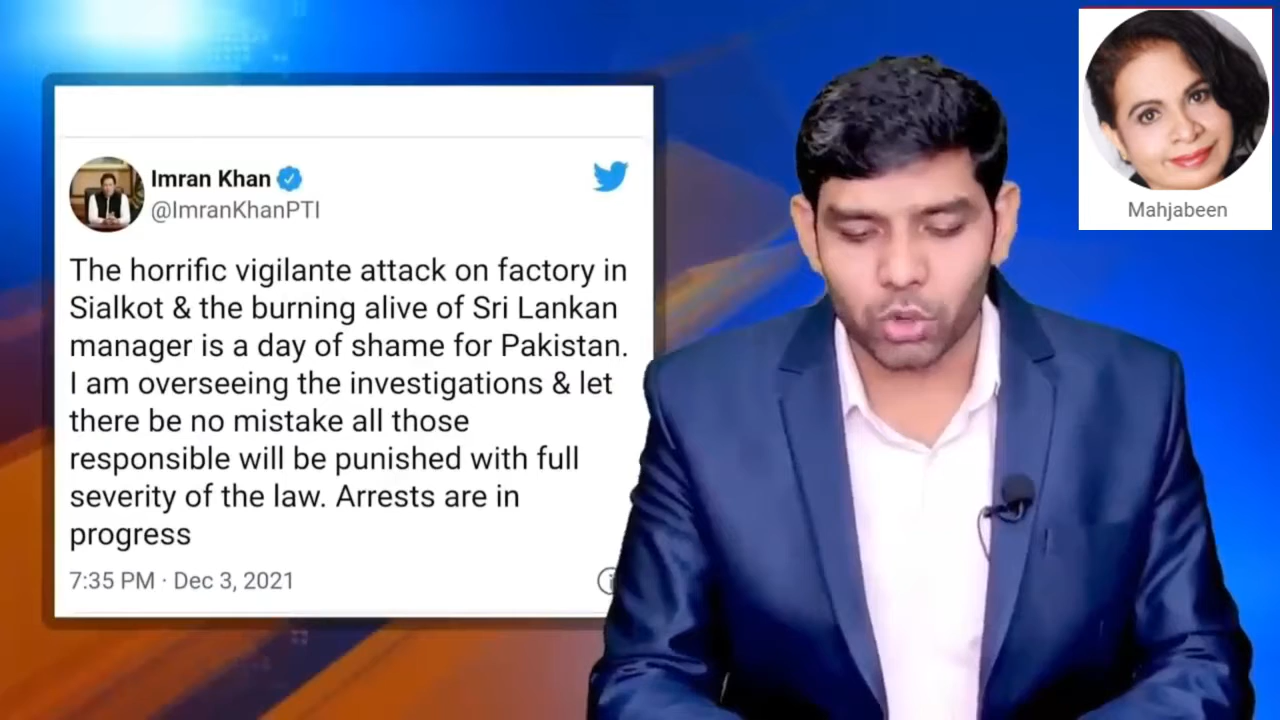 Imran Khan
@ImranKhanPTI
The horrific vigilante attack on factory in
Sialkot & the burning alive of Sri Lankan
manager is a day of shame for Pakistan.
I am overseeing the investigations & let
there be no mistake all those
responsible will be punished with full
severity of the law. Arrests are in
progress
7:35 PM · Dec 3, 2021
Mahjabeen